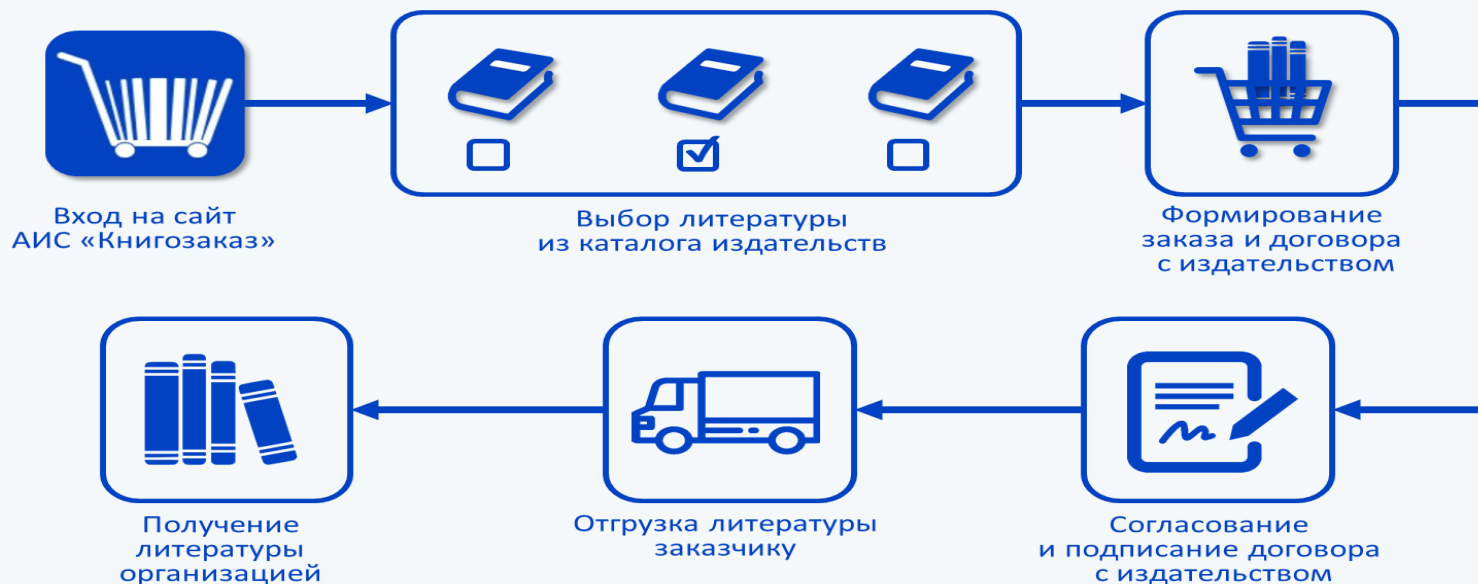 Вход на сайт
АИС «Книгозаказ»
Выбор литературы
из каталога издательств
Формирование
заказа и договора
с издательством
Получение
литературы
организацией
Отгрузка литературы
заказчику
Согласование
и подписание договора
с издательством